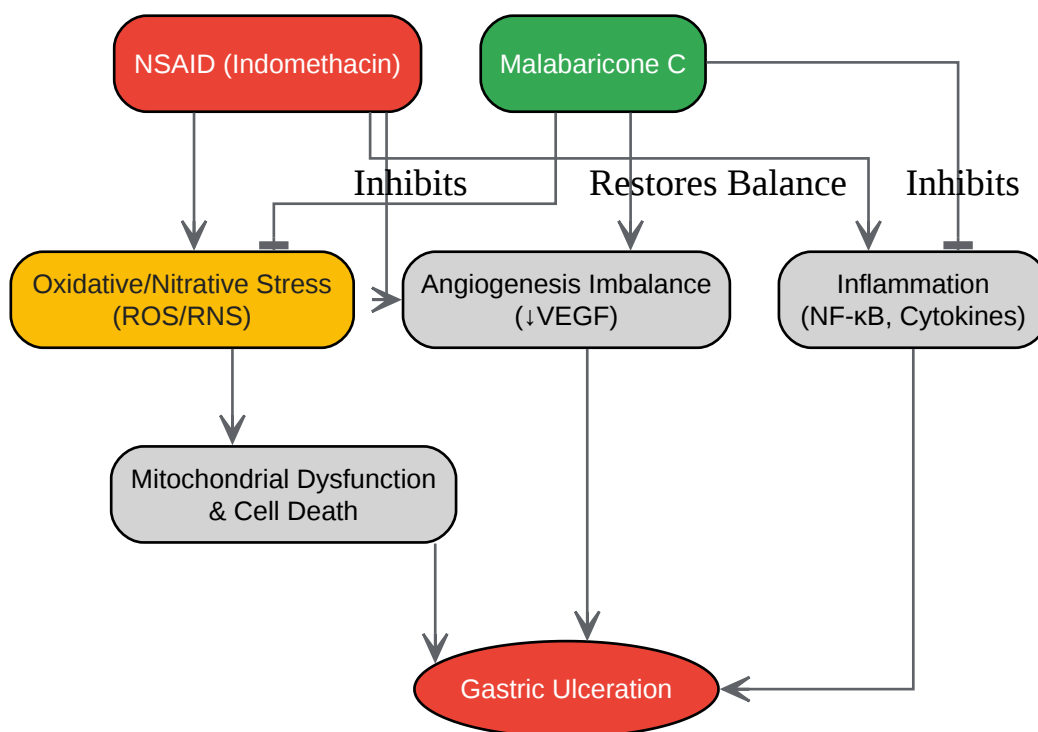 NSAID (Indomethacin)
Malabaricone C
Inhibits
Restores Balance
Inhibits
Oxidative/Nitrative Stress
(ROS/RNS)
Angiogenesis Imbalance
(↓VEGF)
Inflammation
(NF-κB, Cytokines)
Mitochondrial Dysfunction
& Cell Death
Gastric Ulceration